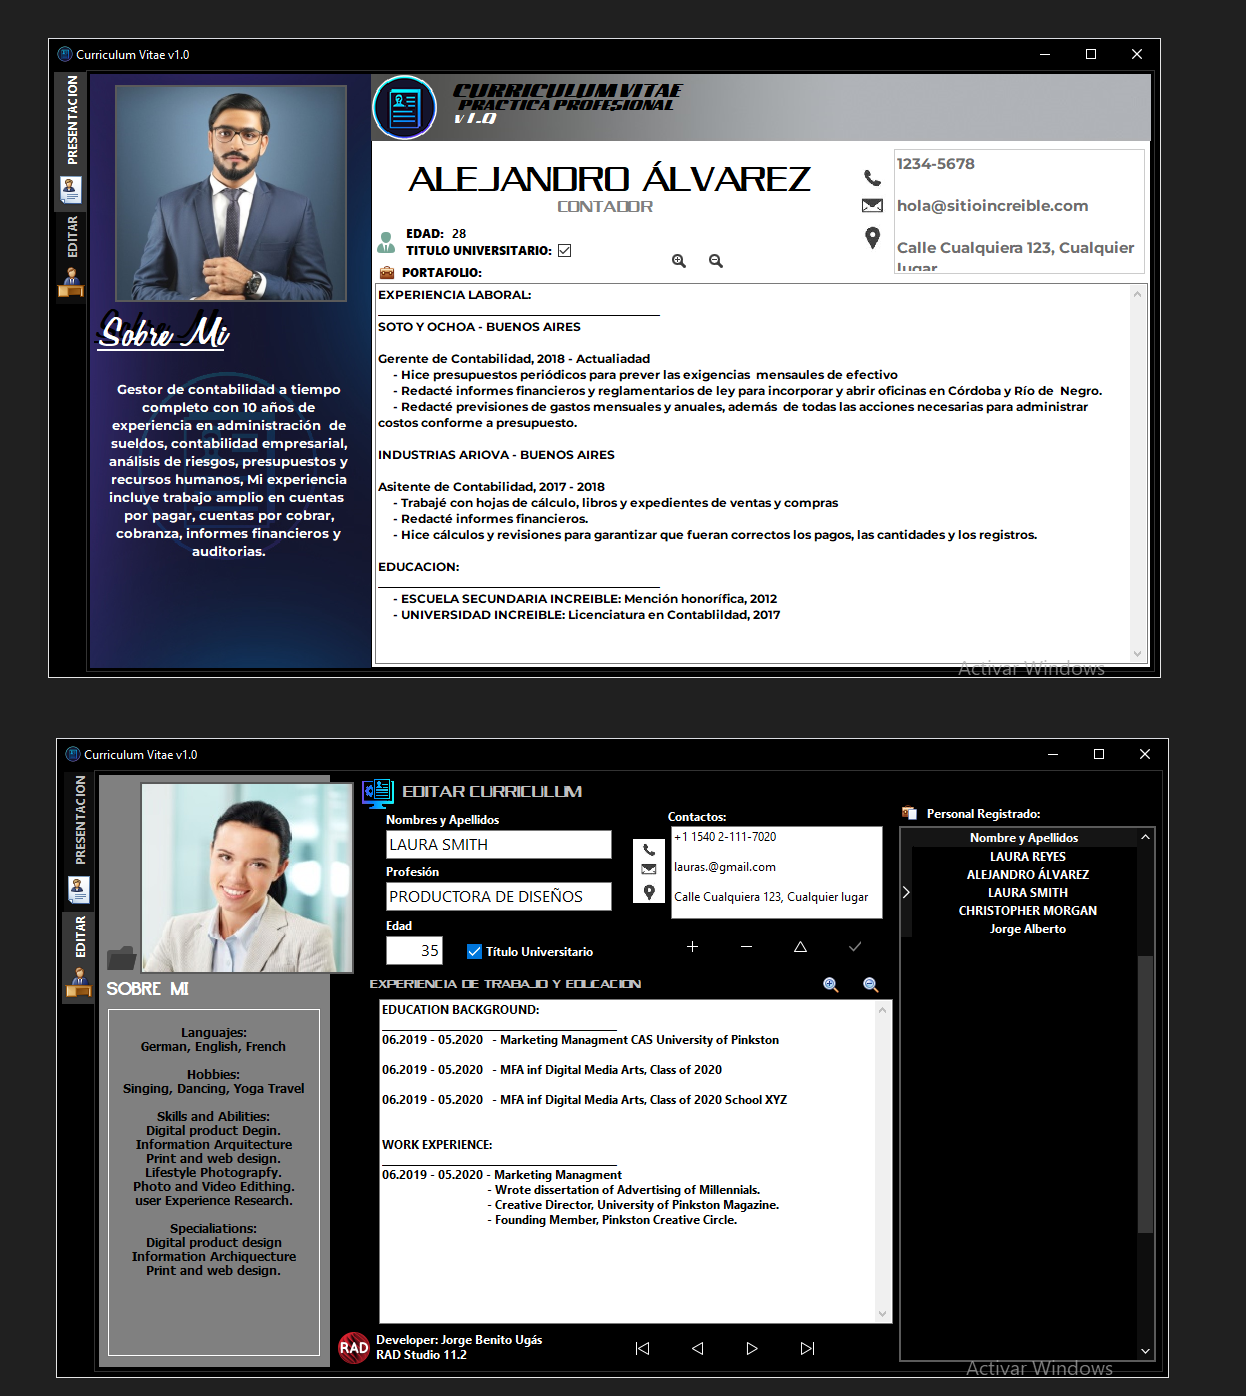 Curriculum Vitae v1.0
PRESENTACION
EDITAR
CURRICULUM VITAE
PRACTICA PROFESIONAL
v 1.0
ALEJANDRO ÁLVAREZ
CONTADOR
1234-5678
hola@sitioincreible.com
Calle Cualquiera 123, Cualquier
lugar
EDAD: 28
TITULO UNIVERSITARIO:
PORTAFOLIO:
Sobre Mi
Gestor de contabilidad a tiempo
completo con 10 años de
experiencia en administración de
sueldos, contabilidad empresarial,
análisis de riesgos, presupuestos y
recursos humanos, Mi experiencia
incluye trabajo amplio en cuentas
por pagar, cuentas por cobrar,
cobranza, informes financieros y
auditorias.
EXPERIENCIA LABORAL:
SOTO Y OCHOA - BUENOS AIRES
Gerente de Contabilidad, 2018 - Actualiadad
- Hice presupuestos periódicos para prever las exigencias mensaules de efectivo
- Redacté informes financieros y reglamentarios de ley para incorporar y abrir oficinas en Córdoba y Río de Negro.
- Redacté previsiones de gastos mensuales y anuales, además de todas las acciones necesarias para administrar
costos conforme a presupuesto.
INDUSTRIAS ARIOVA - BUENOS AIRES
Asitente de Contabilidad, 2017 - 2018
- Trabajé con hojas de cálculo, libros y expedientes de ventas y compras
- Redacté informes financieros.
- Hice cálculos y revisiones para garantizar que fueran correctos los pagos, las cantidades y los registros.
EDUCACION:
- ESCUELA SECUNDARIA INCREIBLE: Mención honorífica, 2012
- UNIVERSIDAD INCREIBLE: Licenciatura en Contablildad, 2017
Activar Windows
Curriculum Vitae v1.0
PRESENTACION
EDITAR
EDITAR CURRICULUM
Nombres y Apellidos
LAURA SMITH
Profesión
PRODUCTORA DE DISEÑOS
Edad
35
Título Universitario
Contactos:
+1 1540 2-111-7020
lauras.@gmail.com
Calle Cualquiera 123, Cualquier lugar
Personal Registrado:
Nombre y Apellidos
LAURA REYES
ALEJANDRO ÁLVAREZ
LAURA SMITH
CHRISTOPHER MORGAN
Jorge Alberto
SOBRE MI
Languajes:
German, English, French
Hobbies:
Singing, Dancing, Yoga Travel
Skills and Abilities:
Digital product Degin.
Information Arquitecture
Print and web design.
Lifestyle Photograpfy.
Photo and Video Edithing.
user Experience Research.
Specialiations:
Digital product design
Information Archiquecture
Print and web design.
EXPERIENCIA DE TRABAJO Y EDUCACION
EDUCATION BACKGROUND:
06.2019 - 05.2020 - Marketing Managment CAS University of Pinkston
06.2019 - 05.2020 - MFA inf Digital Media Arts, Class of 2020
06.2019 - 05.2020 - MFA inf Digital Media Arts, Class of 2020 School XYZ
WORK EXPERIENCE:
06.2019 - 05.2020 - Marketing Managment
- Wrote dissertation of Advertising of Millennials.
- Creative Director, University of Pinkston Magazine.
- Founding Member, Pinkston Creative Circle.
RAD
Developer: Jorge Benito Ugás
RAD Studio 11.2
Activar Windows